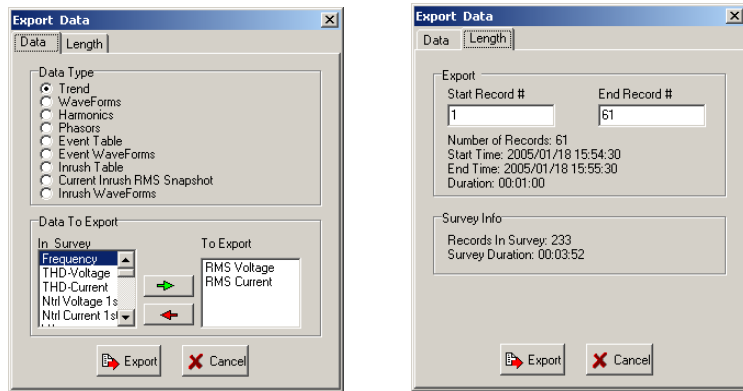 Export Data
Data
Length
Data Type
Trend
WaveForms
Harmonics
Phasors
Event Table
Event WaveForms
Inrush Table
Current Inrush RMS Snapshot
Inrush WaveForms
Data To Export
In Survey
Frequency
THD-Voltage
THD-Current
Ntrl Voltage 1s
Ntrl Current 1st
To Export
RMS Voltage
RMS Current
Export
Cancel
Export Data
Data
Length
Export
Start Record #
End Record #
1
61
Number of Records: 61
Start Time: 2005/01/18 15:54:30
End Time: 2005/01/18 15:55:30
Duration: 00:01:00
Survey Info
Records In Survey: 233
Survey Duration: 00:03:52
Export
Cancel